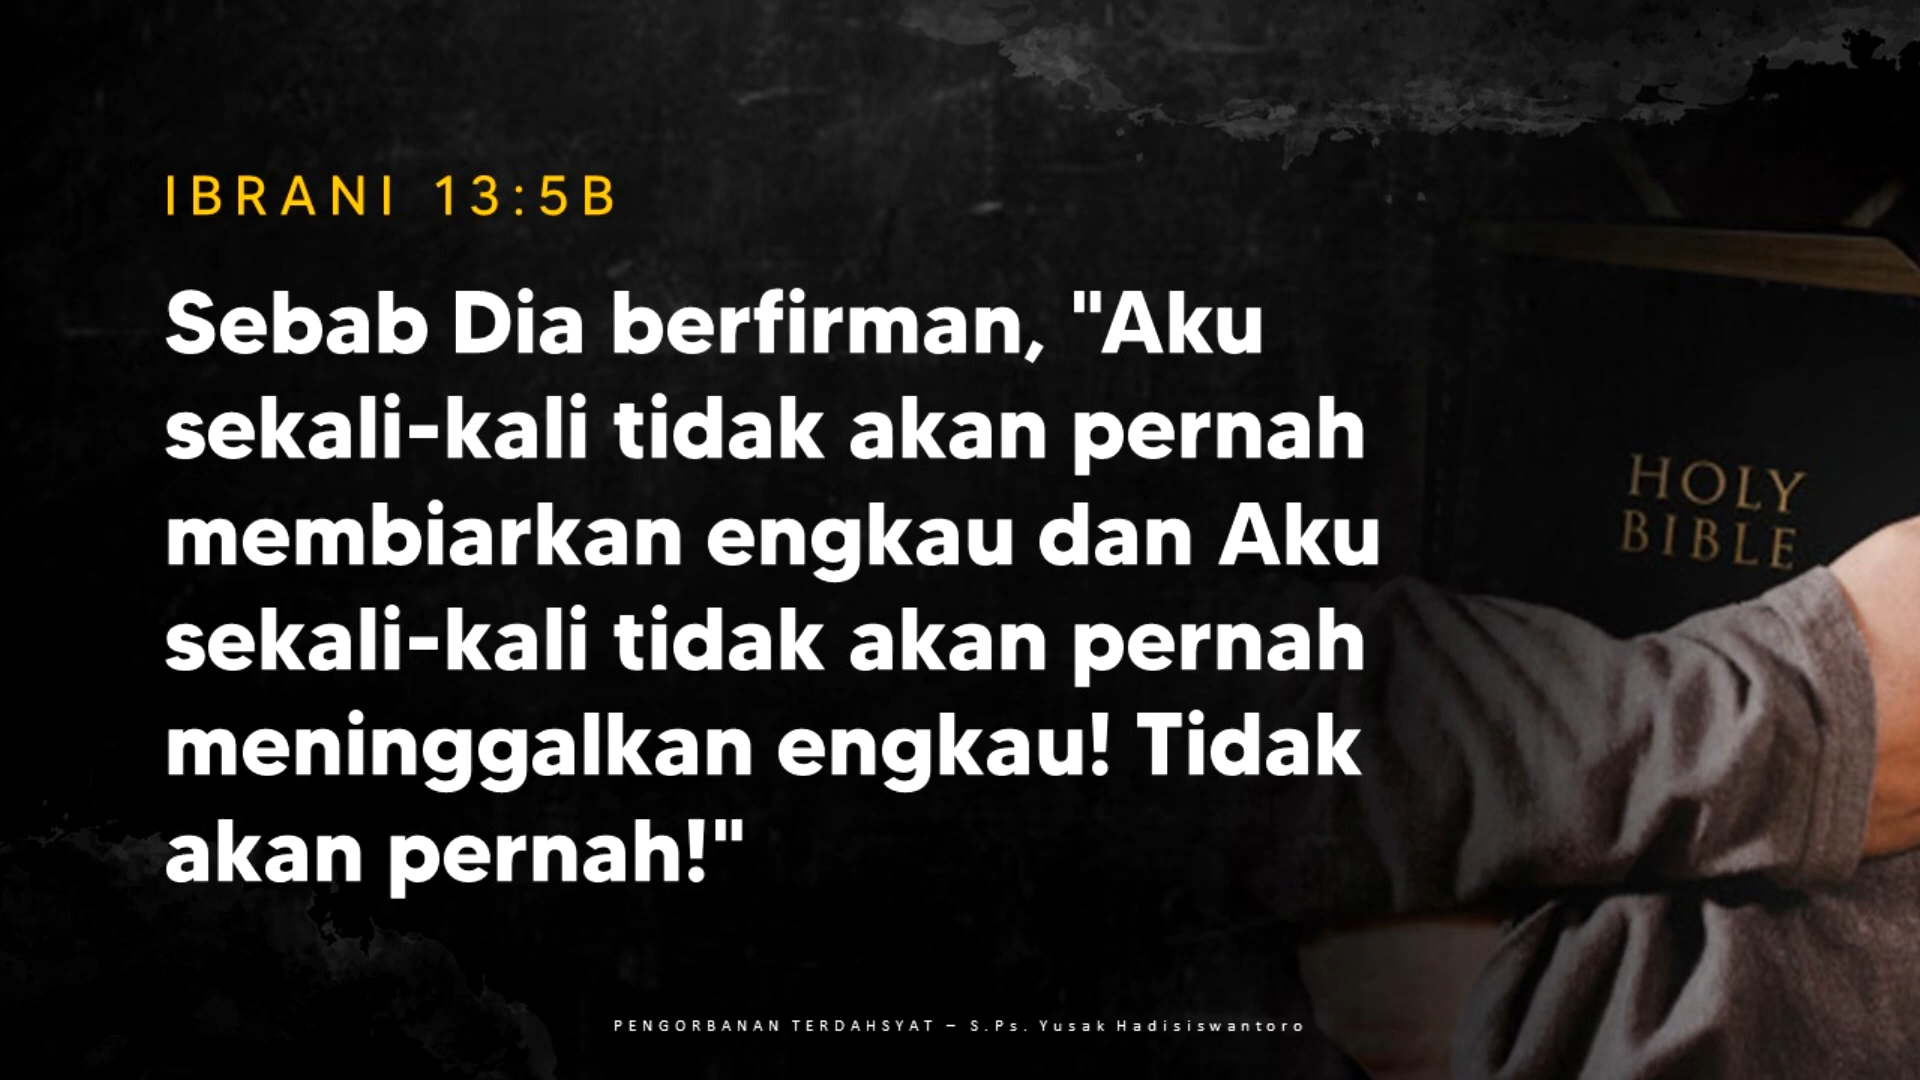 IBRANI 13:5B
Sebab Dia berfirman, "Aku
sekali-kali tidak akan pernah
membiarkan engkau dan Aku
sekali-kali tidak akan pernah
meninggalkan engkau! Tidak
akan pernah!"
HOLY
BIBLE
PENGORBANAN TERDAHSYAT – S.Ps. Yusak Hadisiswantoro